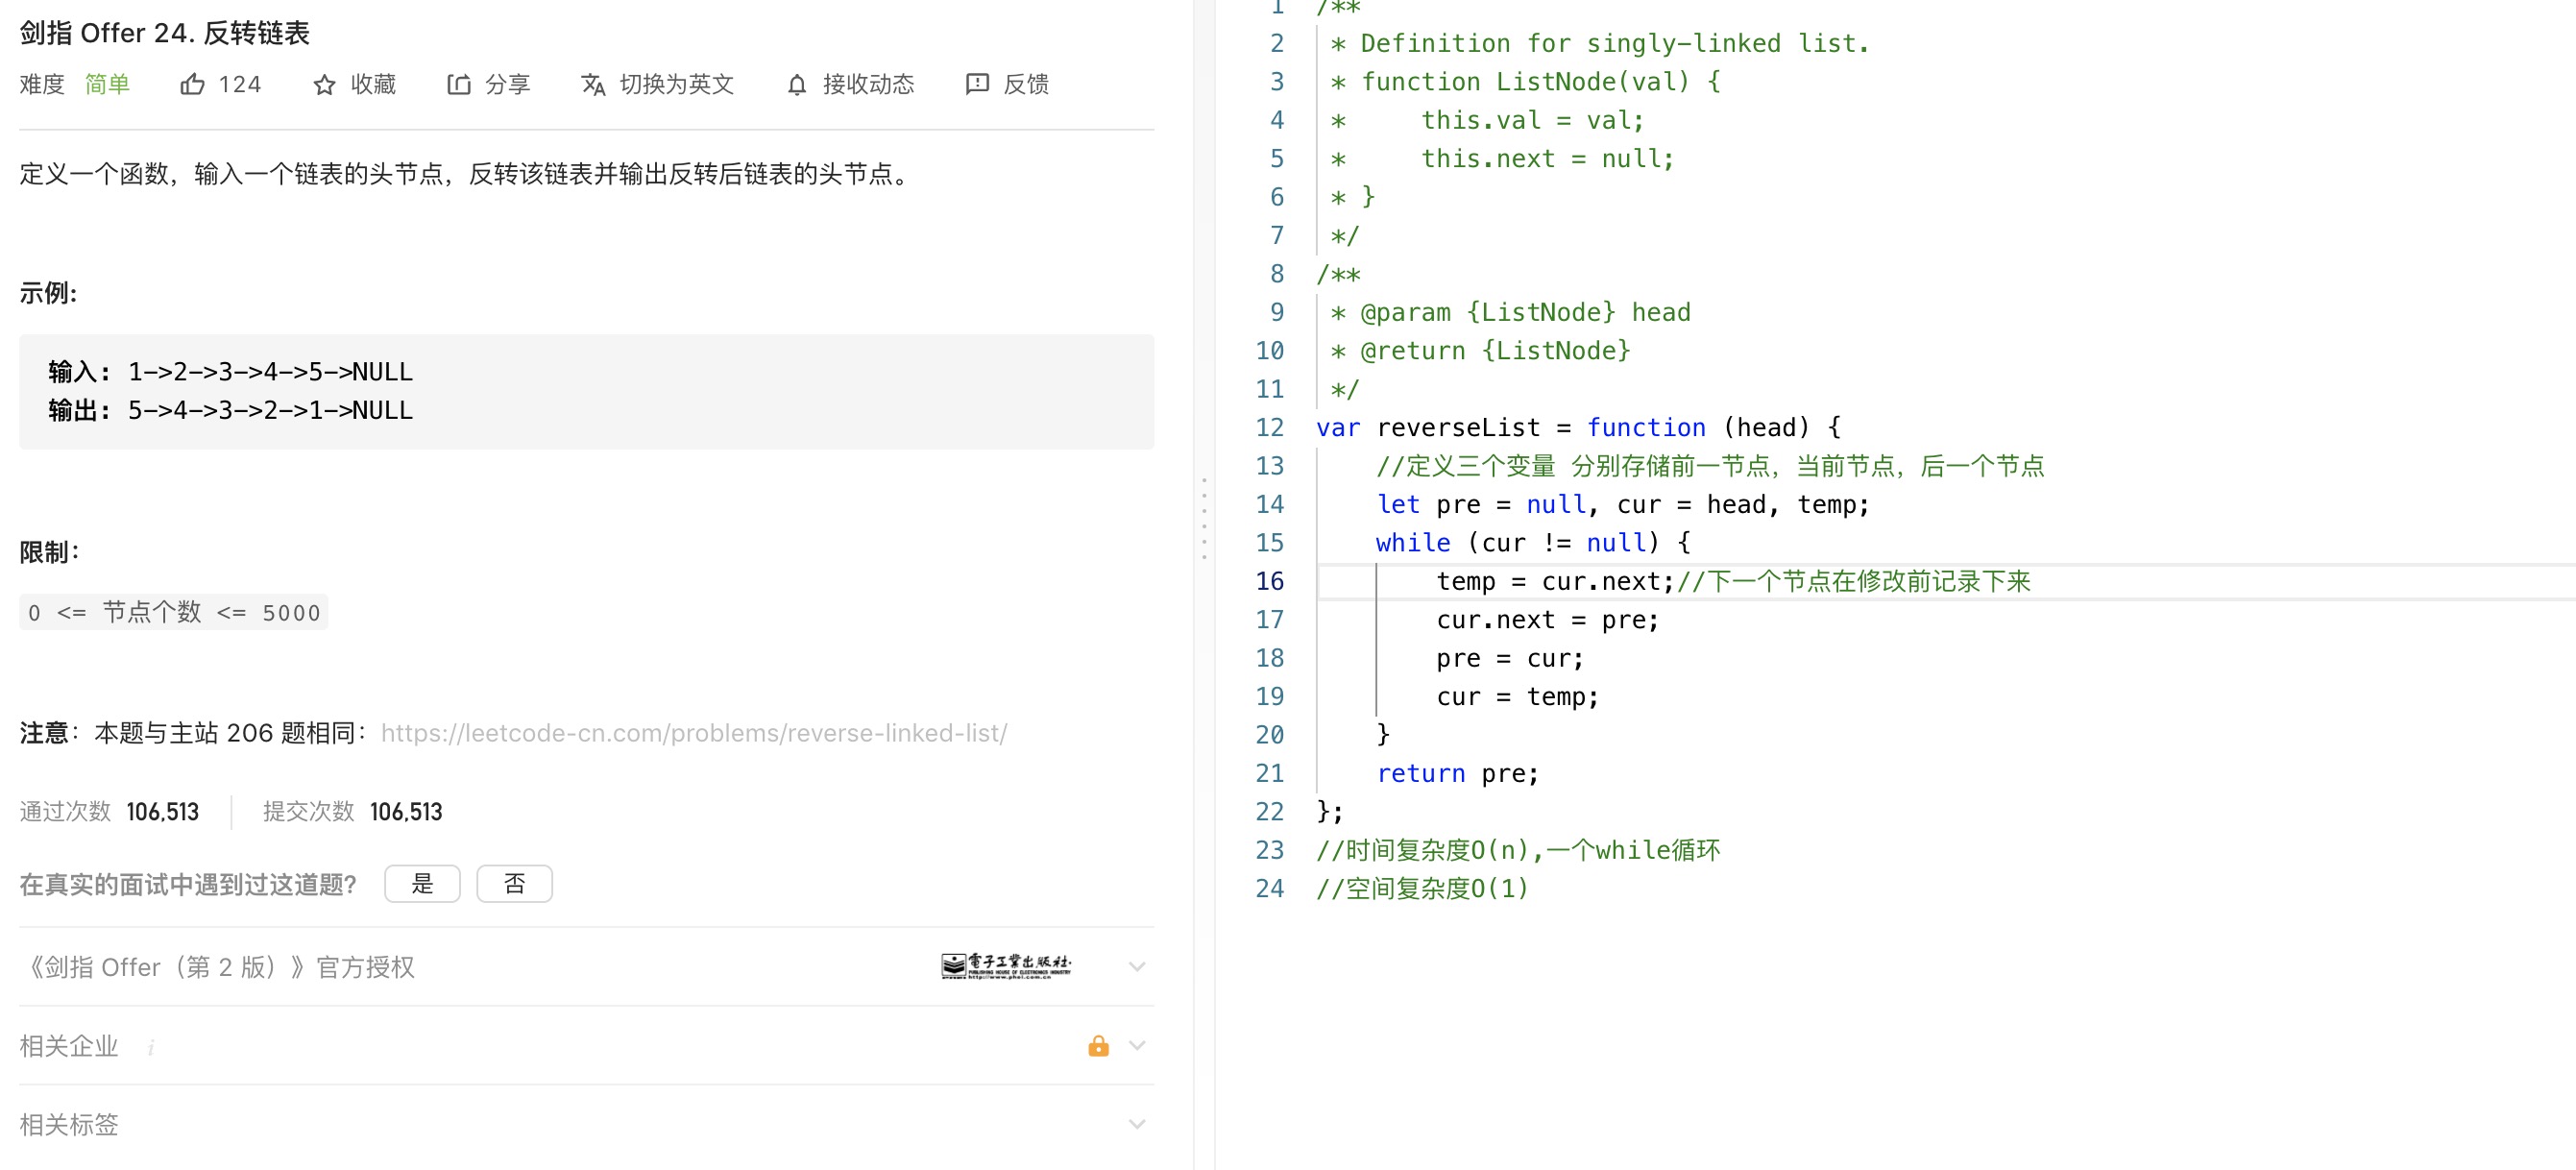 剑指 Offer 24. 反转链表
难度 简单 124 收藏 分享 切换为英文 接收动态 反馈
定义一个函数，输入一个链表的头节点，反转该链表并输出反转后链表的头节点。
示例:
输入: 1->2->3->4->5->NULL
输出: 5->4->3->2->1->NULL
限制：
0 <= 节点个数 <= 5000
注意：本题与主站 206 题相同：https://leetcode-cn.com/problems/reverse-linked-list/
通过次数 106,513 提交次数 106,513
在真实的面试中遇到过这道题? 是 否
《剑指 Offer（第 2 版）》官方授权
電子工業出版社
PUBLISHING HOUSE OF ELECTRONICS INDUSTRY
http://www.phei.com.cn
相关企业 i
相关标签
1 /**
2  * Definition for singly-linked list.
3  * function ListNode(val) {
4  *     this.val = val;
5  *     this.next = null;
6  * }
7  */
8 /**
9  * @param {ListNode} head
10  * @return {ListNode}
11  */
12 var reverseList = function (head) {
13     //定义三个变量 分别存储前一节点，当前节点，后一个节点
14     let pre = null, cur = head, temp;
15     while (cur != null) {
16         temp = cur.next;//下一个节点在修改前记录下来
17         cur.next = pre;
18         pre = cur;
19         cur = temp;
20     }
21     return pre;
22 };
23 //时间复杂度O(n),一个while循环
24 //空间复杂度O(1)